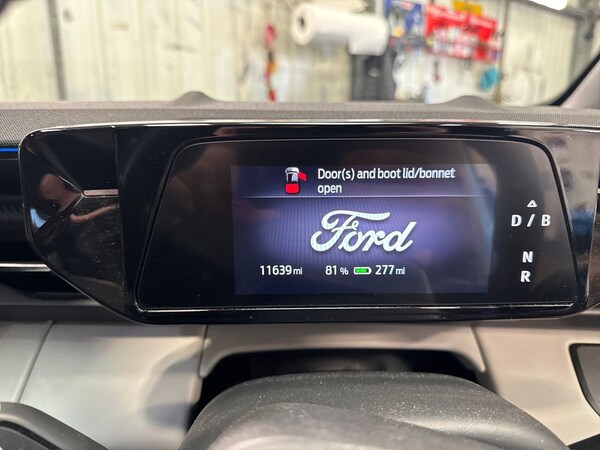 Door(s) and boot lid/bonnet
open
Ford
11639 mi 81 % 277 mi
D / B
N
R